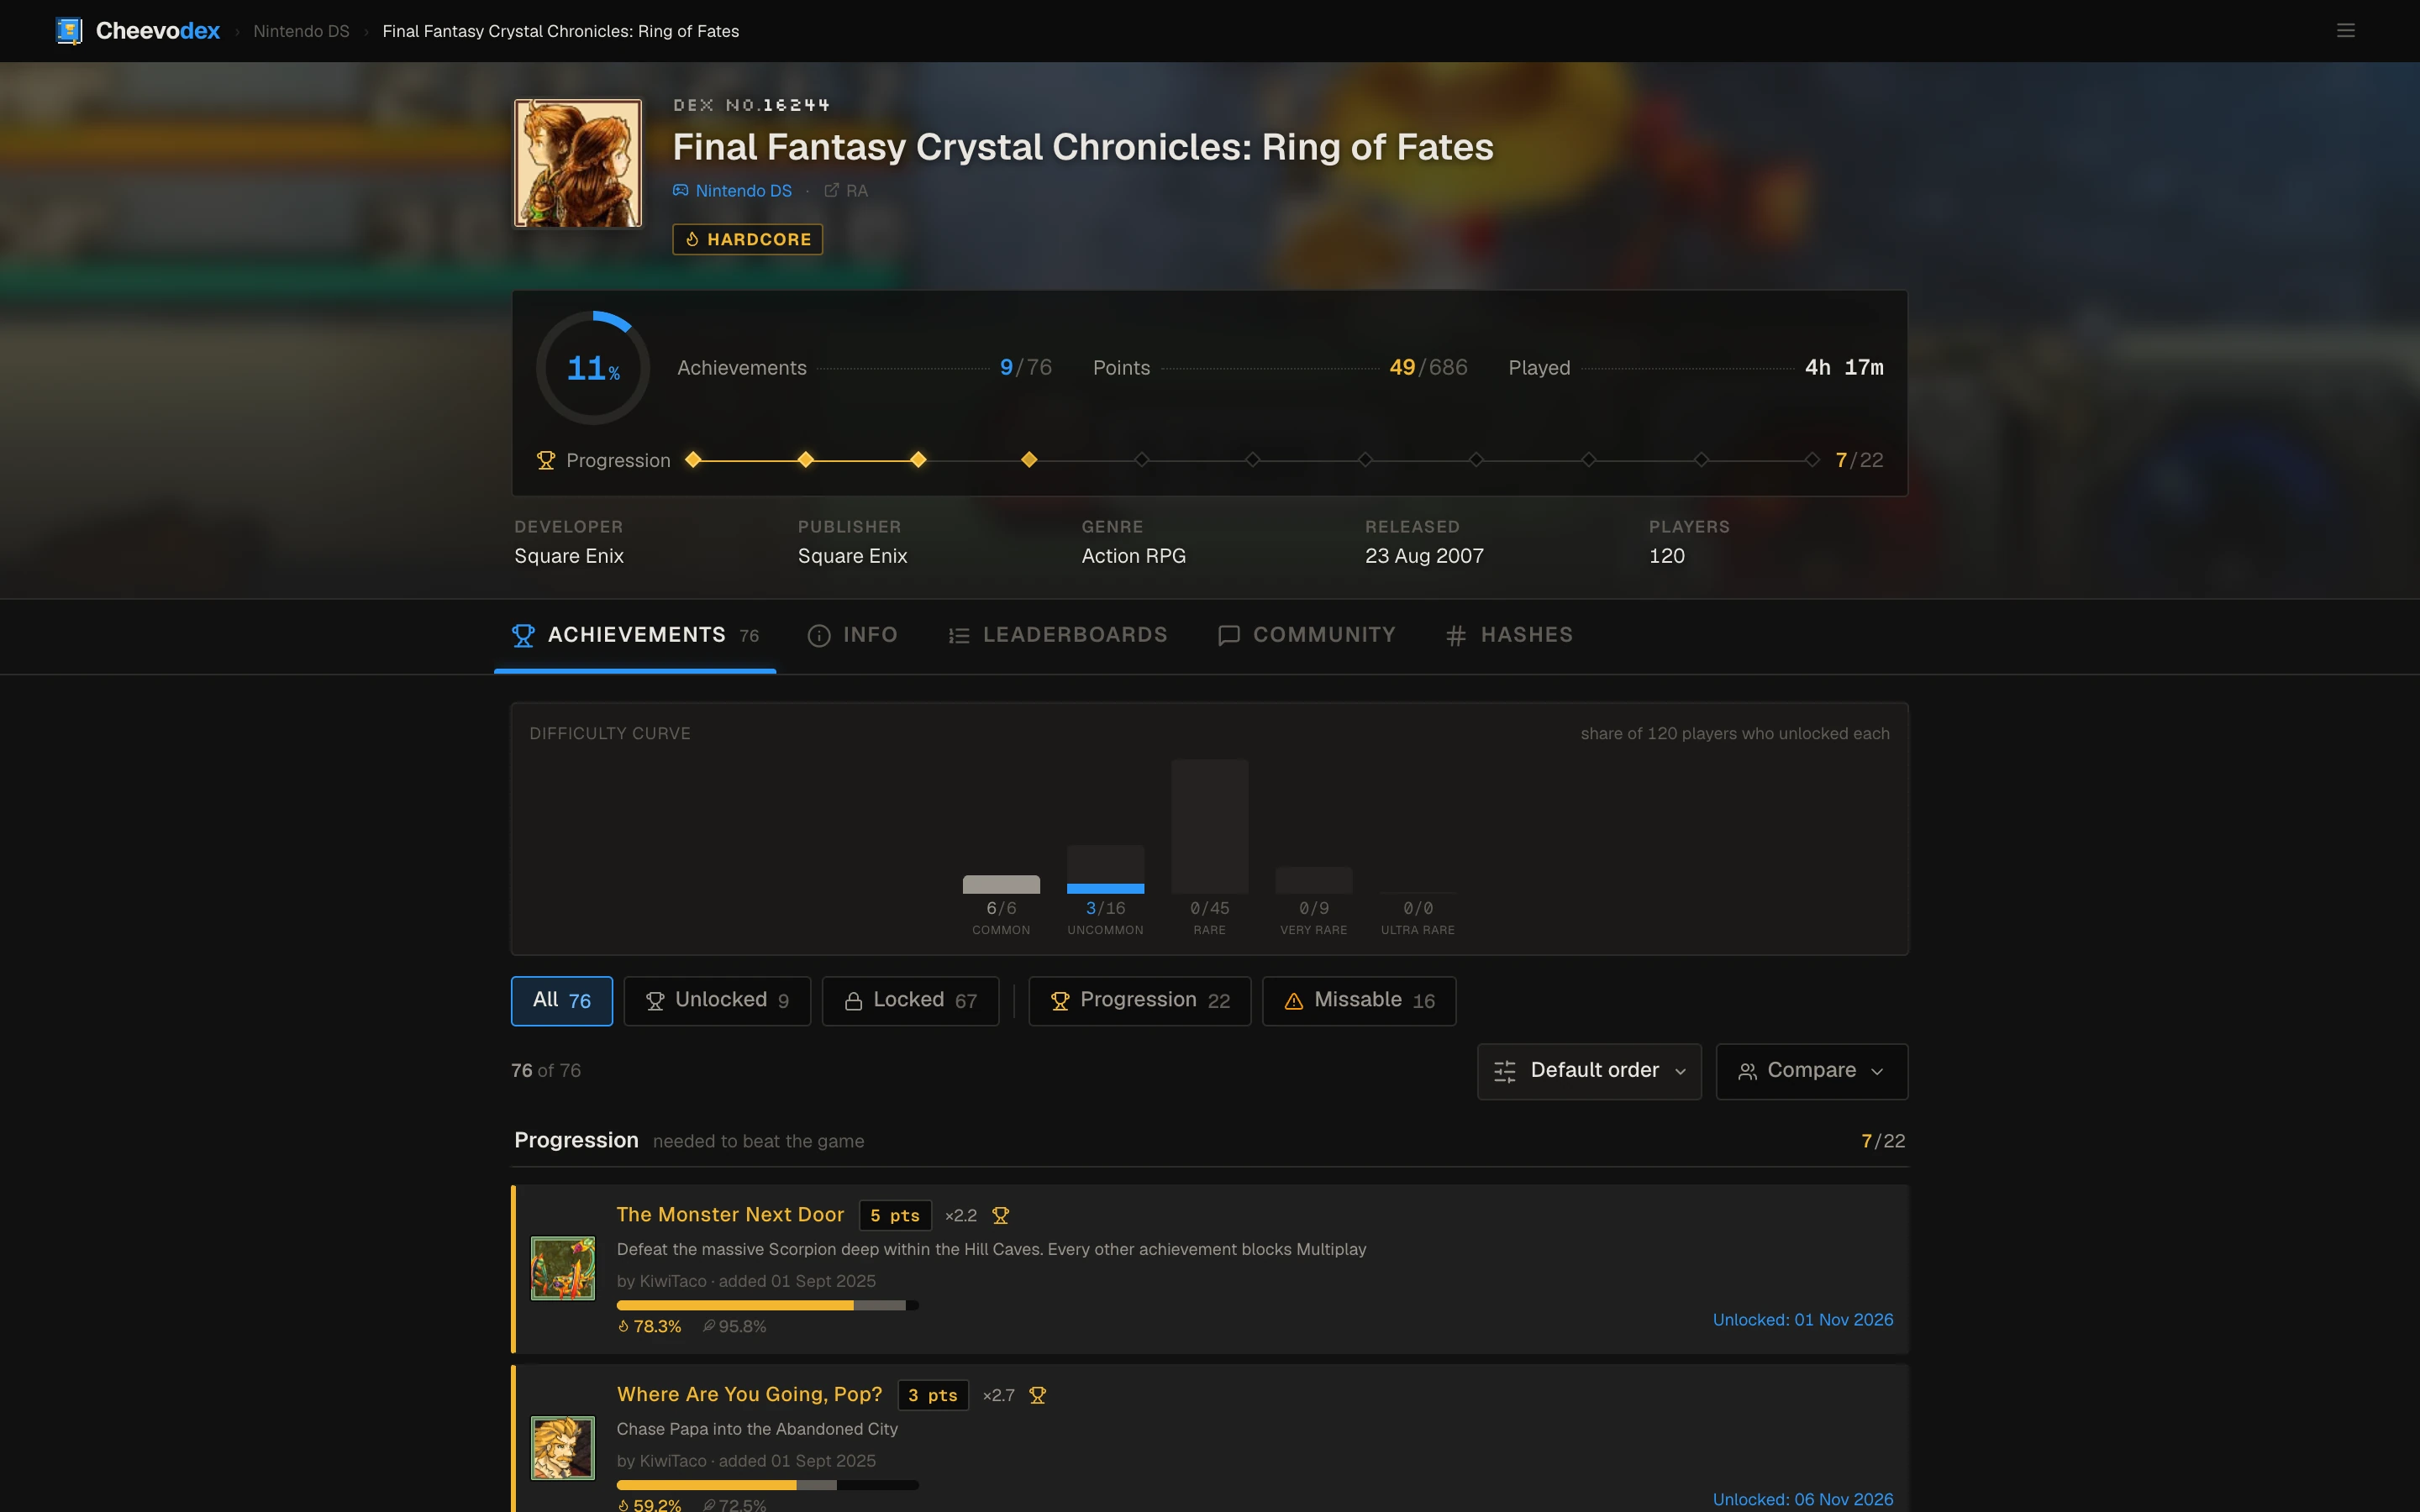 Cheevodex › Nintendo DS › Final Fantasy Crystal Chronicles: Ring of Fates
DEX NO.16244
Final Fantasy Crystal Chronicles: Ring of Fates
Nintendo DS · RA
HARDCORE
11%
Achievements 9/76 Points 49/686 Played 4h 17m
Progression 7/22
DEVELOPER PUBLISHER GENRE RELEASED PLAYERS
Square Enix Square Enix Action RPG 23 Aug 2007 120
ACHIEVEMENTS 76 INFO LEADERBOARDS COMMUNITY HASHES
DIFFICULTY CURVE share of 120 players who unlocked each
6/6 3/16 0/45 0/9 0/0
COMMON UNCOMMON RARE VERY RARE ULTRA RARE
All 76 Unlocked 9 Locked 67 Progression 22 Missable 16
76 of 76 Default order Compare
Progression needed to beat the game 7/22
The Monster Next Door 5 pts ×2.2
Defeat the massive Scorpion deep within the Hill Caves. Every other achievement blocks Multiplay
by KiwiTaco · added 01 Sept 2025
78.3% 95.8% Unlocked: 01 Nov 2026
Where Are You Going, Pop? 3 pts ×2.7
Chase Papa into the Abandoned City
by KiwiTaco · added 01 Sept 2025
59.2% 72.5% Unlocked: 06 Nov 2026